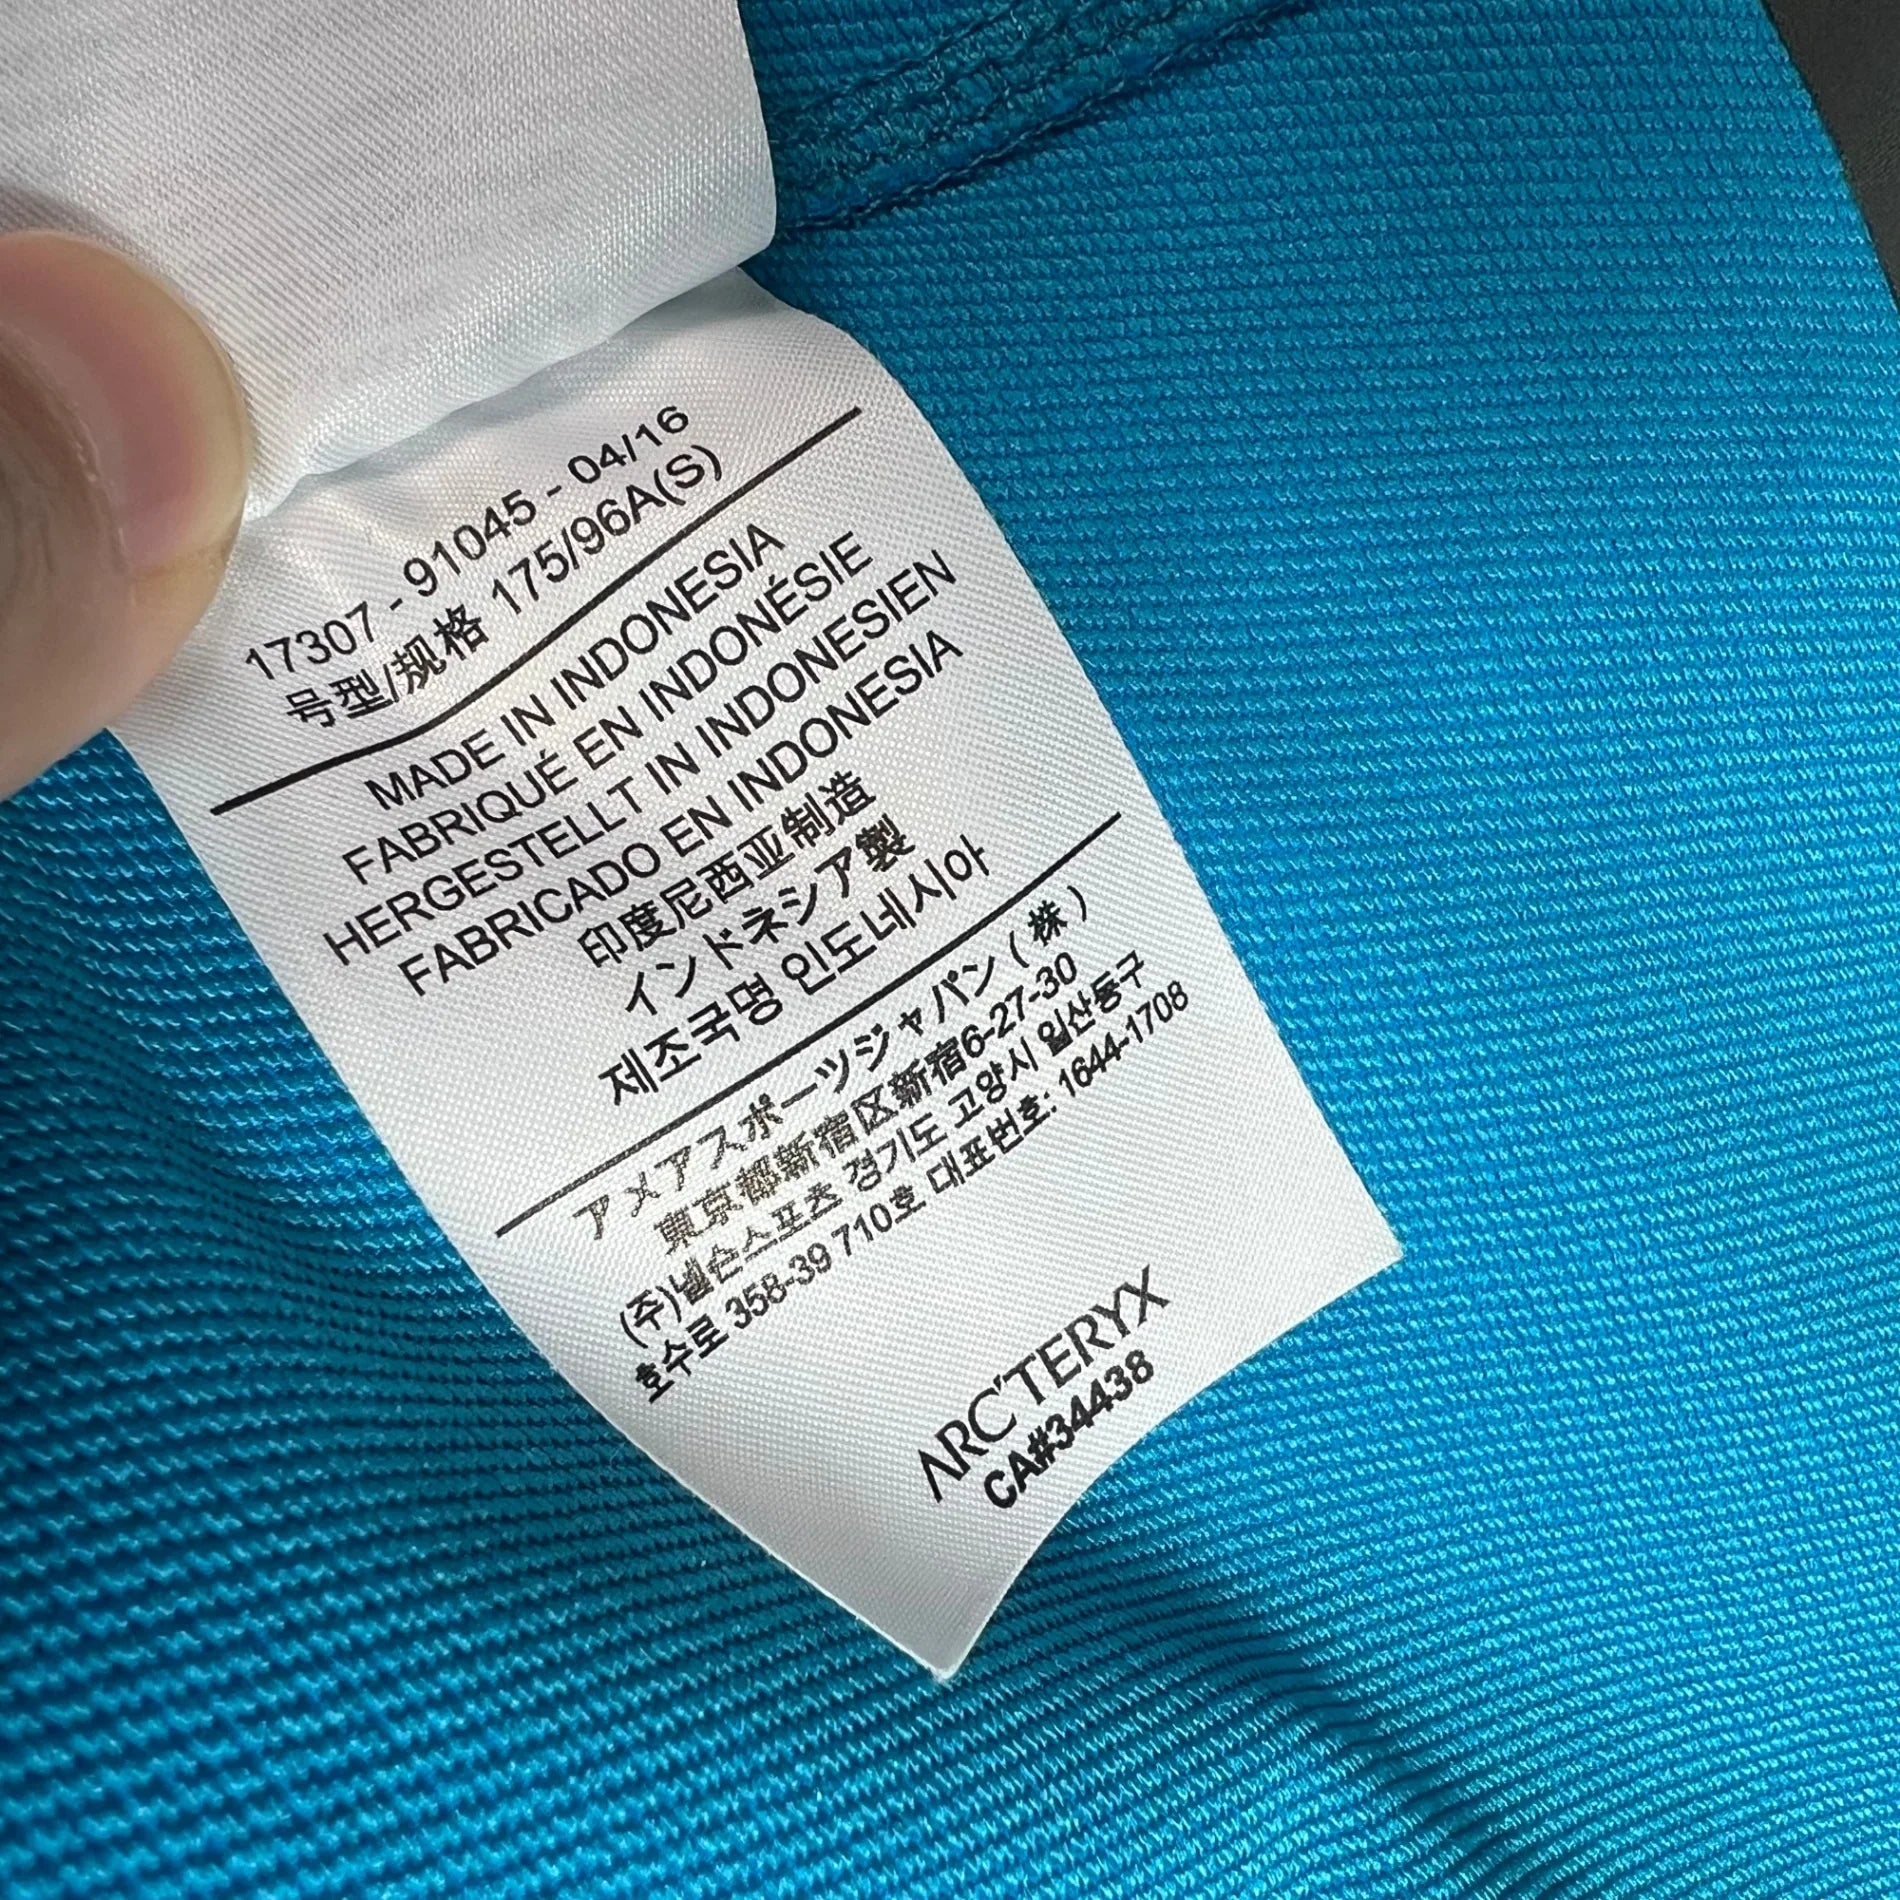 17307 - 91045 - 04/16
号型/规格 175/96A(S)
MADE IN INDONESIA
FABRIQUÉ EN INDONÉSIE
HERGESTELLT IN INDONESIEN
FABRICADO EN INDONESIA
印度尼西亚制造
インドネシア製
제조국명 인도네시아
アメアスポーツジャパン(株)
東京都新宿区新宿6-27-30
(주)넬슨스포츠 경기도 고양시 일산동구
호수로 358-39 710호 대표번호: 1644-1708
ARC'TERYX
CA#34438